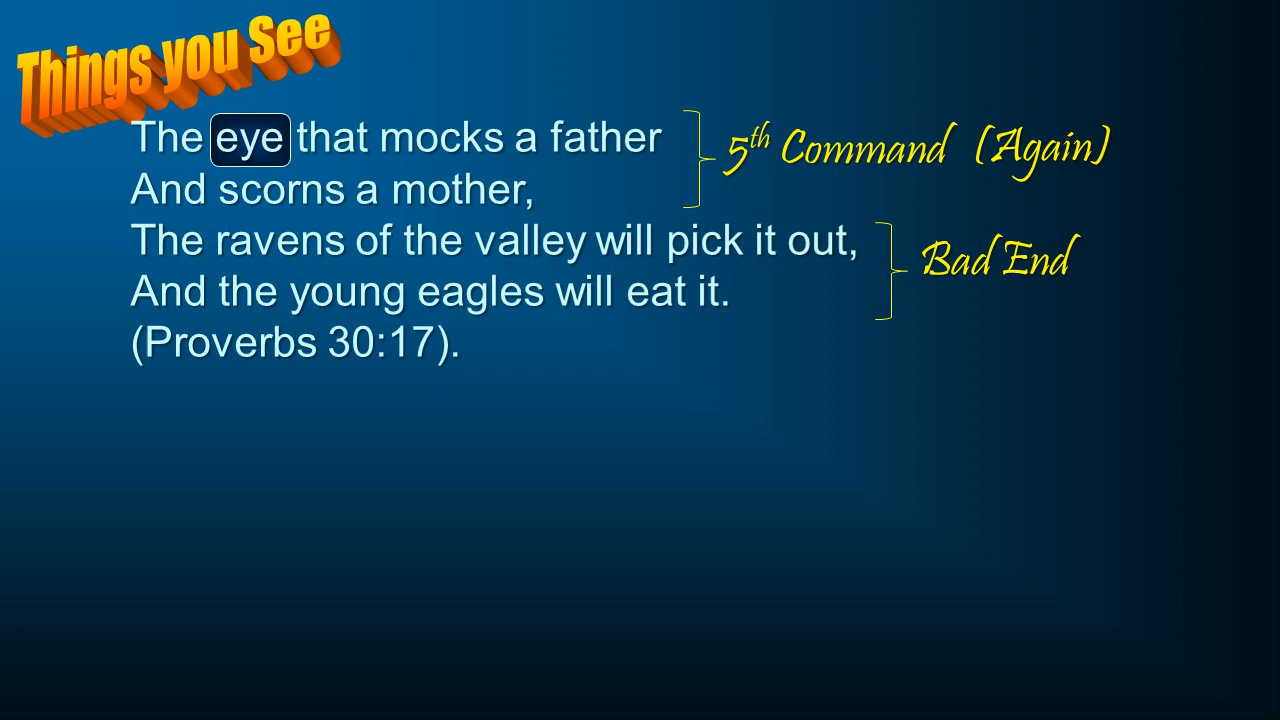 Things you See
The eye that mocks a father
And scorns a mother,
5th Command (Again)
The ravens of the valley will pick it out,
And the young eagles will eat it.
Bad End
(Proverbs 30:17).